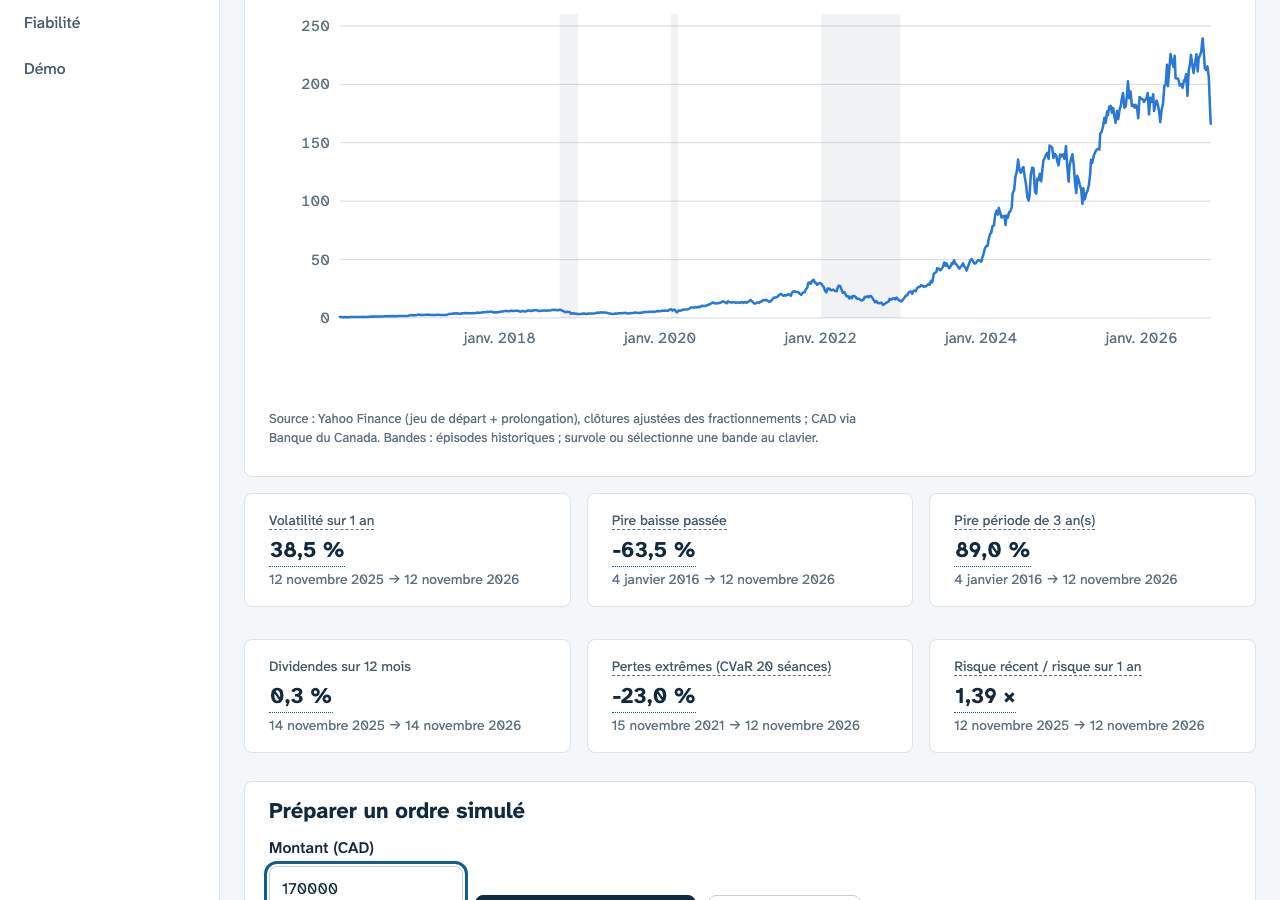 Fiabilité
Démo
250
200
150
100
50
0
janv. 2018
janv. 2020
janv. 2022
janv. 2024
janv. 2026
Source : Yahoo Finance (jeu de départ + prolongation), clôtures ajustées des fractionnements ; CAD via
Banque du Canada. Bandes : épisodes historiques ; survole ou sélectionne une bande au clavier.
Volatilité sur 1 an
38,5 %
12 novembre 2025 → 12 novembre 2026
Pire baisse passée
-63,5 %
4 janvier 2016 → 12 novembre 2026
Pire période de 3 an(s)
89,0 %
4 janvier 2016 → 12 novembre 2026
Dividendes sur 12 mois
0,3 %
14 novembre 2025 → 14 novembre 2026
Pertes extrêmes (CVaR 20 séances)
-23,0 %
15 novembre 2021 → 12 novembre 2026
Risque récent / risque sur 1 an
1,39 ×
12 novembre 2025 → 12 novembre 2026
Préparer un ordre simulé
Montant (CAD)
170000